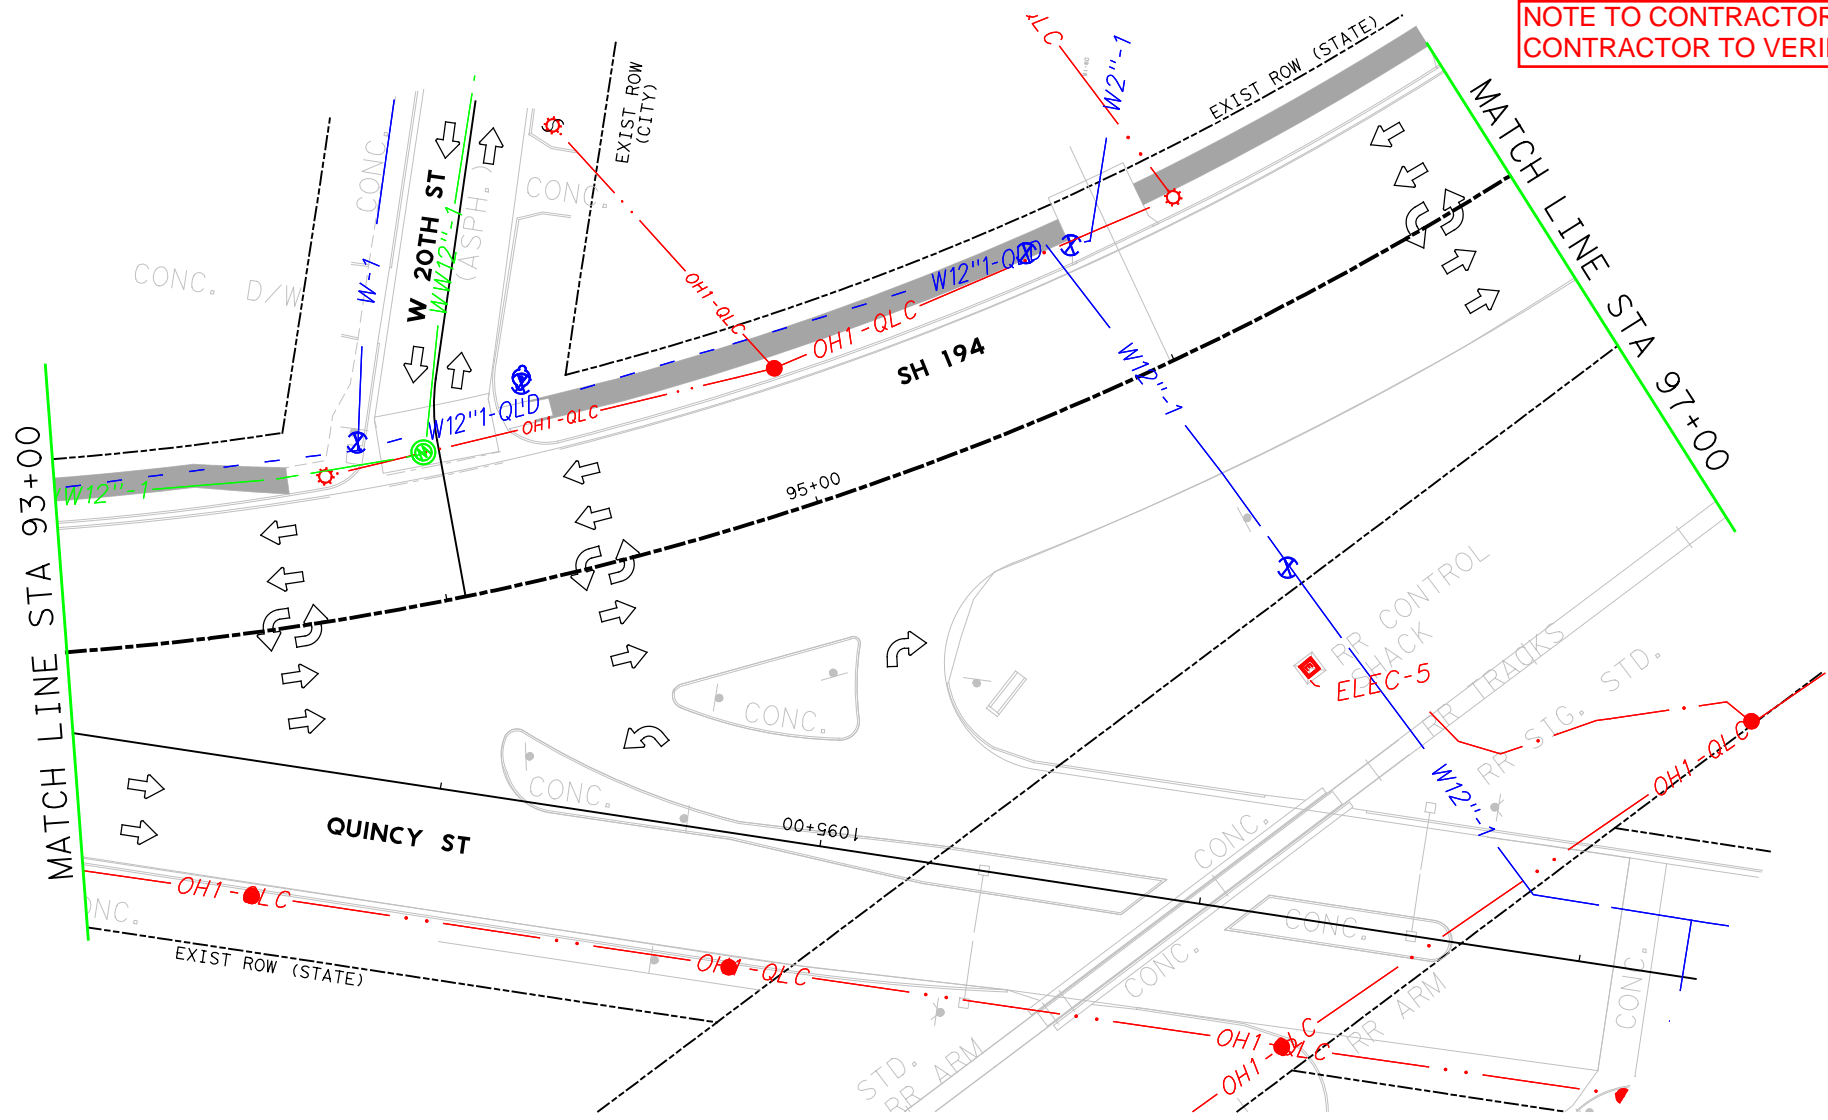 NOTE TO CONTRACTOR
CONTRACTOR TO VERI
QLC
W2"-1
EXIST ROW (STATE)
EXIST ROW
(CITY)
MATCH LINE STA 97+00
CONC.
W 20TH ST
(ASPH.)
WW12"-1
CONC.
CONC. D/W
W-1
OH1-QLC
W12"1-QLD
OH1-QLC
SH 194
W12"-1
W12"1-QLD
OH1-QLC
MATCH LINE STA 93+00
W12"-1
95+00
RR CONTROL
SHACK
ELEC-5
RR TRACKS
STD.
RR SIG.
OH1-QLC
W12"-1
CONC.
CONC.
QUINCY ST
1095+00
CONC.
OH1-QLC
ONC.
EXIST ROW (STATE)
OH1-QLC
CONC.
CONC.
CONC.
OH1-QLC
OH1-QLC
RR ARM
STD.
RR ARM